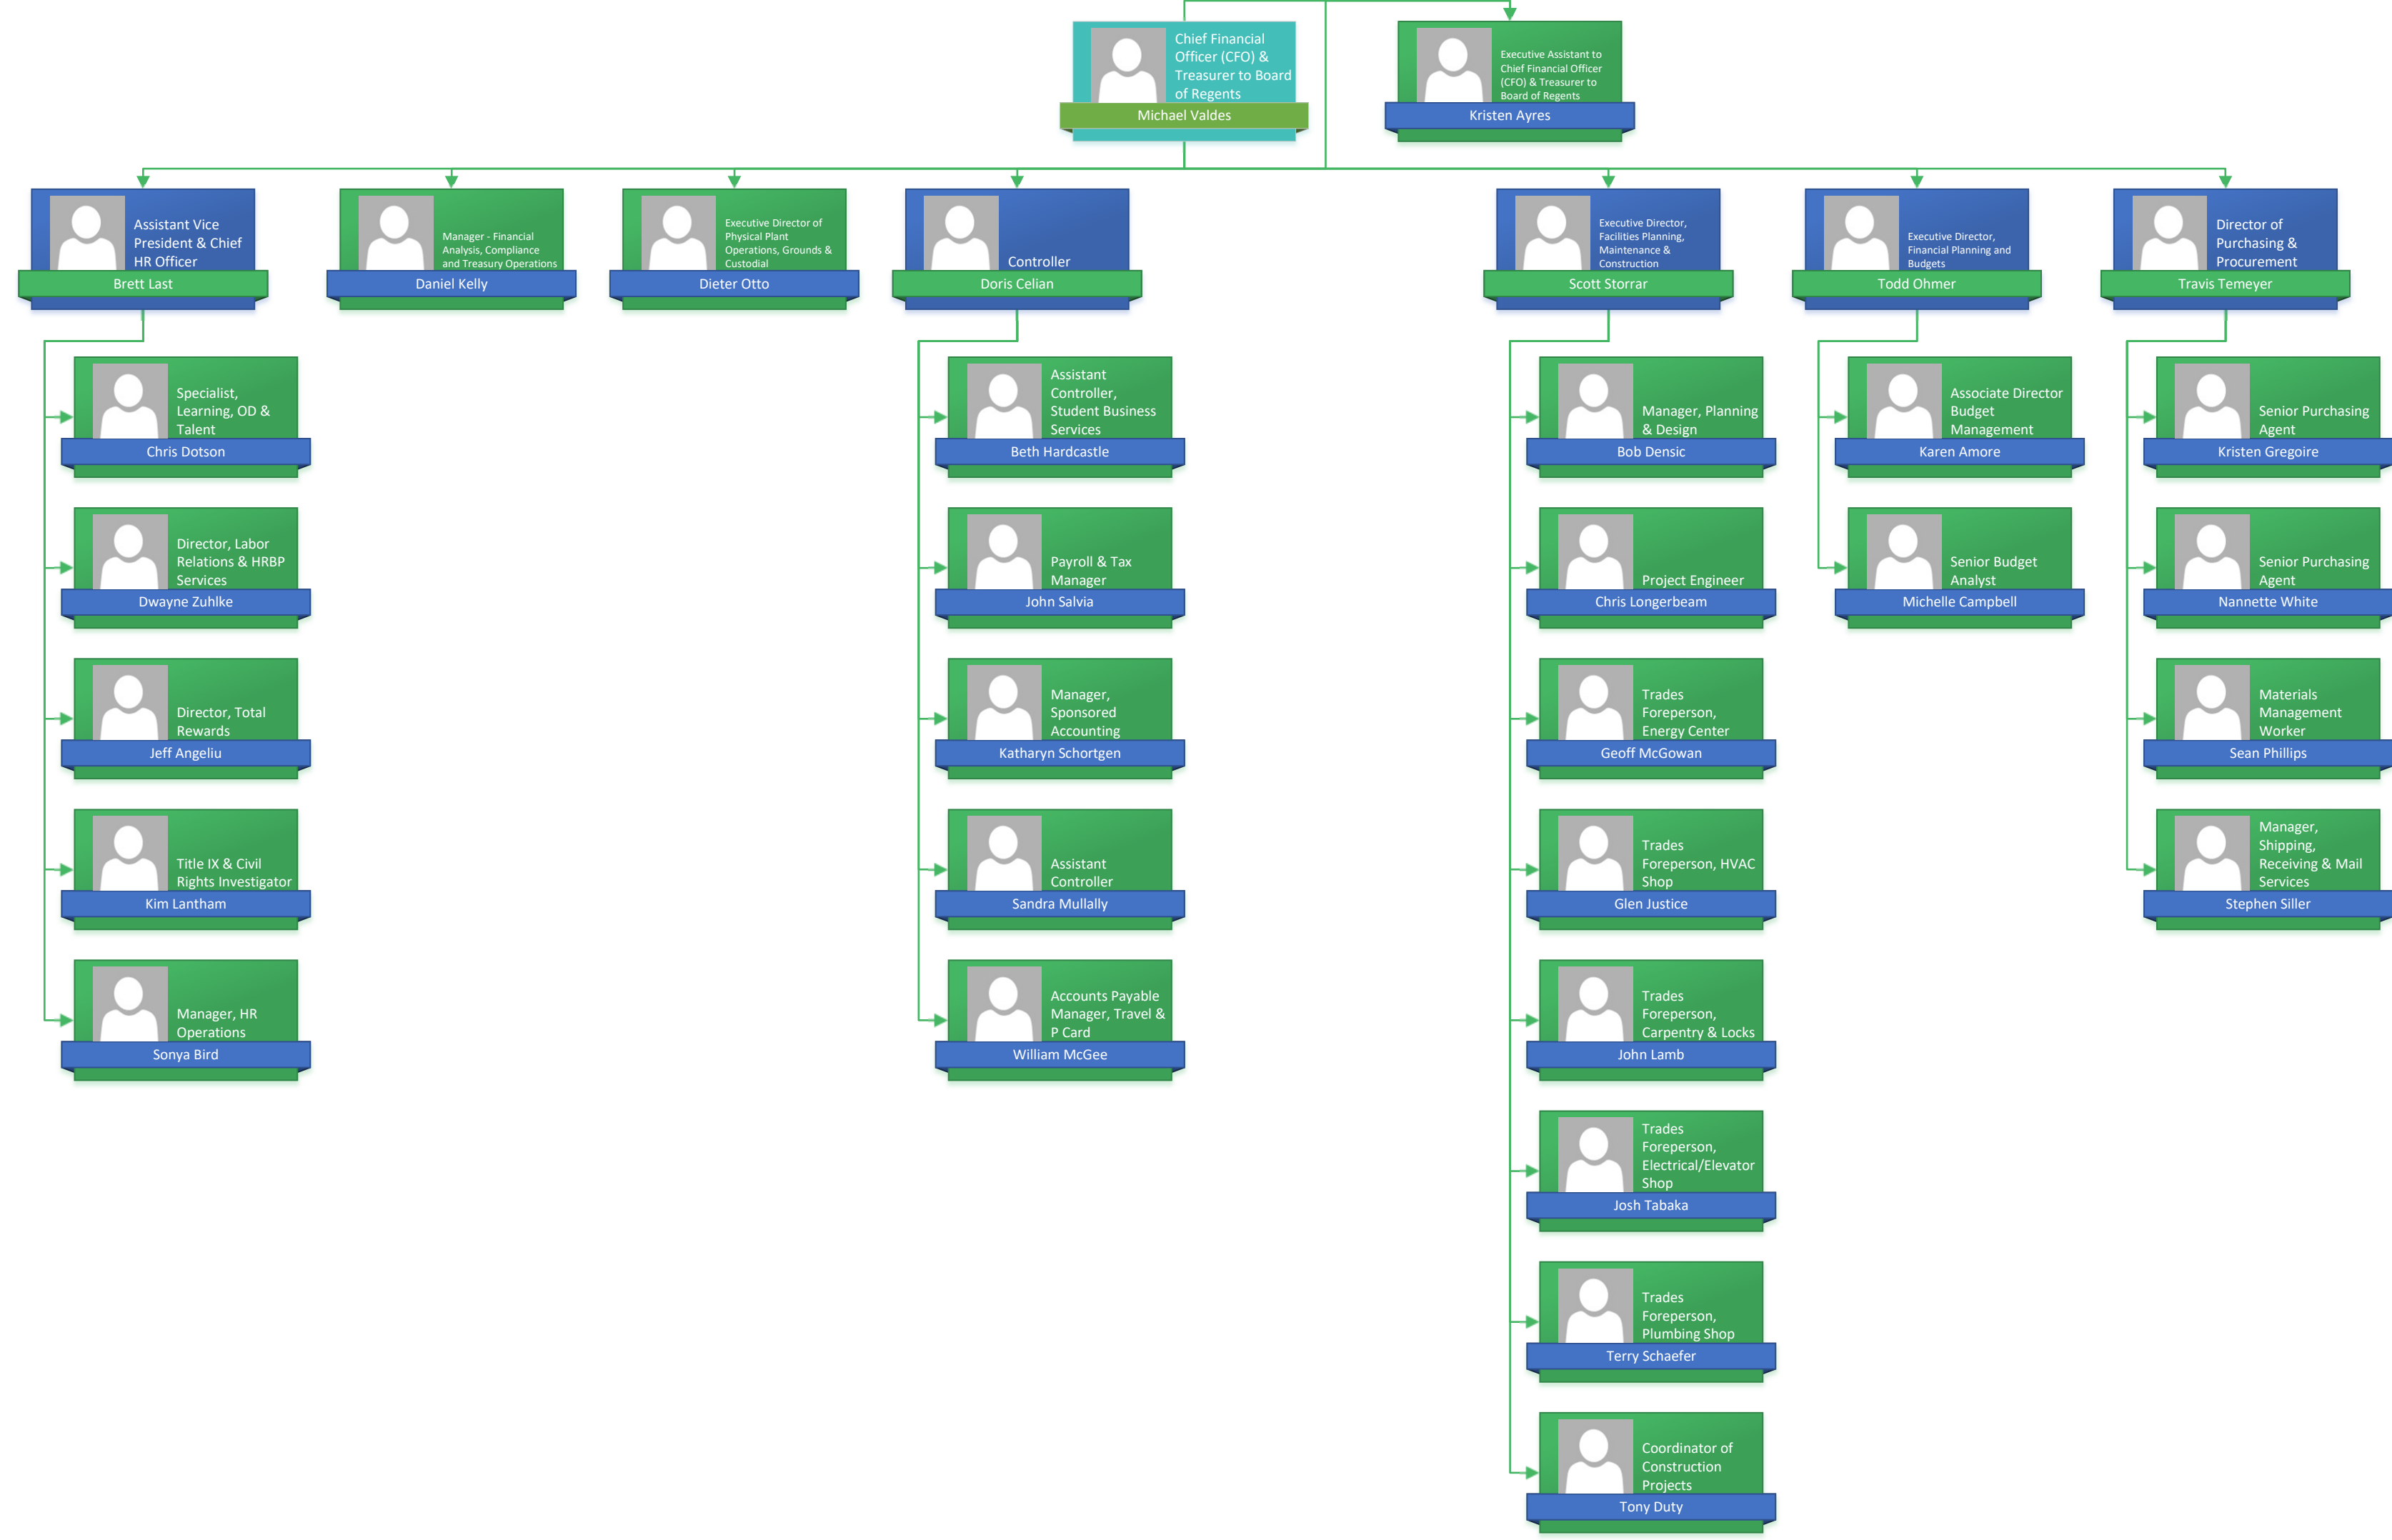 Chief Financial
Officer (CFO) &
Treasurer to Board
of Regents
Michael Valdes
Executive Assistant to
Chief Financial Officer
(CFO) & Treasurer to
Board of Regents
Kristen Ayres
Assistant Vice
President & Chief
HR Officer
Brett Last
Manager - Financial
Analysis, Compliance
and Treasury Operations
Daniel Kelly
Executive Director of
Physical Plant
Operations, Grounds &
Custodial
Dieter Otto
Controller
Doris Celian
Executive Director,
Facilities Planning,
Maintenance &
Construction
Scott Storrar
Executive Director,
Financial Planning and
Budgets
Todd Ohmer
Director of
Purchasing &
Procurement
Travis Temeyer
Specialist,
Learning, OD &
Talent
Chris Dotson
Director, Labor
Relations & HRBP
Services
Dwayne Zuhlke
Director, Total
Rewards
Jeff Angeliu
Title IX & Civil
Rights Investigator
Kim Lantham
Manager, HR
Operations
Sonya Bird
Assistant
Controller,
Student Business
Services
Beth Hardcastle
Payroll & Tax
Manager
John Salvia
Manager,
Sponsored
Accounting
Katharyn Schortgen
Assistant
Controller
Sandra Mullally
Accounts Payable
Manager, Travel &
P Card
William McGee
Manager, Planning
& Design
Bob Densic
Project Engineer
Chris Longerbeam
Trades
Foreperson,
Energy Center
Geoff McGowan
Trades
Foreperson, HVAC
Shop
Glen Justice
Trades
Foreperson,
Carpentry & Locks
John Lamb
Trades
Foreperson,
Electrical/Elevator
Shop
Josh Tabaka
Trades
Foreperson,
Plumbing Shop
Terry Schaefer
Coordinator of
Construction
Projects
Tony Duty
Associate Director
Budget
Management
Karen Amore
Senior Budget
Analyst
Michelle Campbell
Senior Purchasing
Agent
Kristen Gregoire
Senior Purchasing
Agent
Nannette White
Materials
Management
Worker
Sean Phillips
Manager,
Shipping,
Receiving & Mail
Services
Stephen Siller